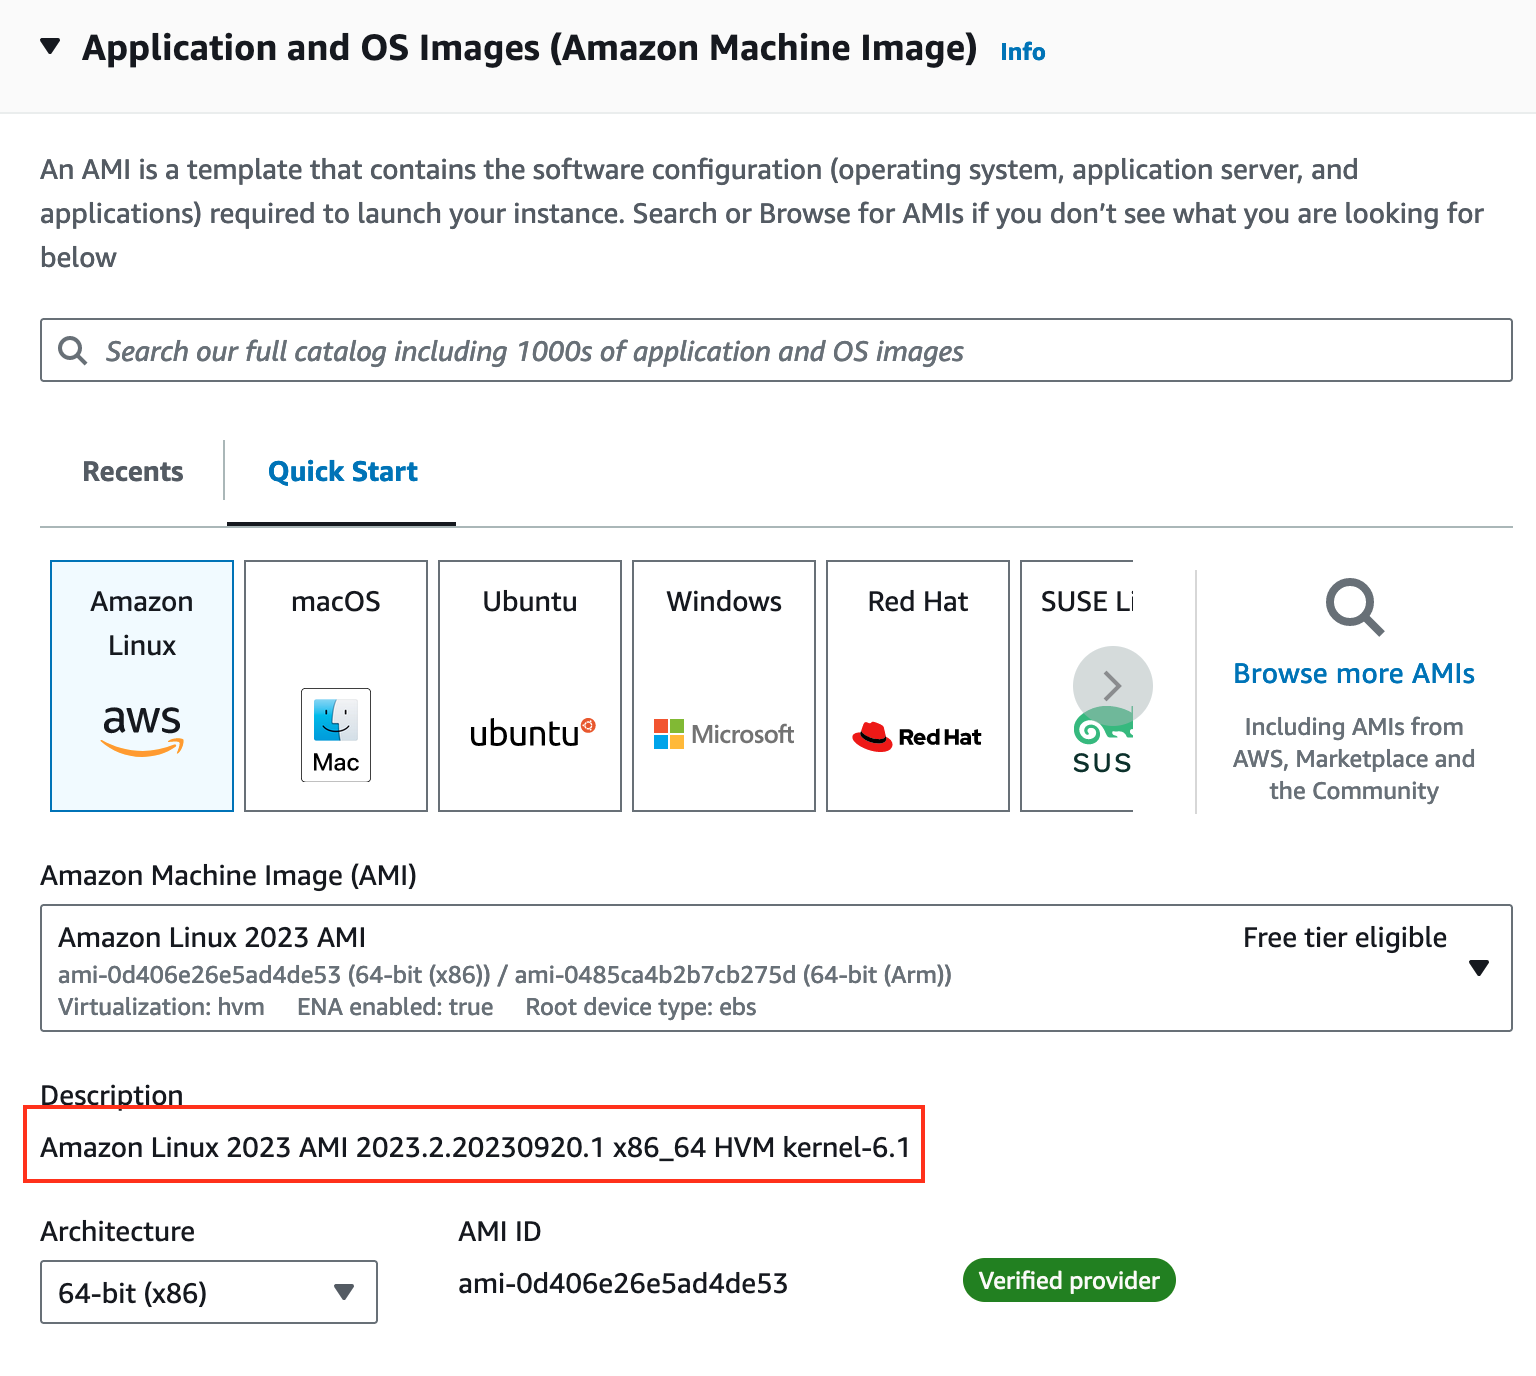 Application and OS Images (Amazon Machine Image) Info
An AMI is a template that contains the software configuration (operating system, application server, and
applications) required to launch your instance. Search or Browse for AMIs if you don’t see what you are looking for
below
Search our full catalog including 1000s of application and OS images
Recents
Quick Start
Amazon
Linux
aws
macOS
Mac
Ubuntu
ubuntu
Windows
Microsoft
Red Hat
Red Hat
SUSE Li
SUS
Browse more AMIs
Including AMIs from
AWS, Marketplace and
the Community
Amazon Machine Image (AMI)
Amazon Linux 2023 AMI
Free tier eligible
ami-0d406e26e5ad4de53 (64-bit (x86)) / ami-0485ca4b2b7cb275d (64-bit (Arm))
Virtualization: hvm ENA enabled: true Root device type: ebs
Description
Amazon Linux 2023 AMI 2023.2.20230920.1 x86_64 HVM kernel-6.1
Architecture
64-bit (x86)
AMI ID
ami-0d406e26e5ad4de53
Verified provider